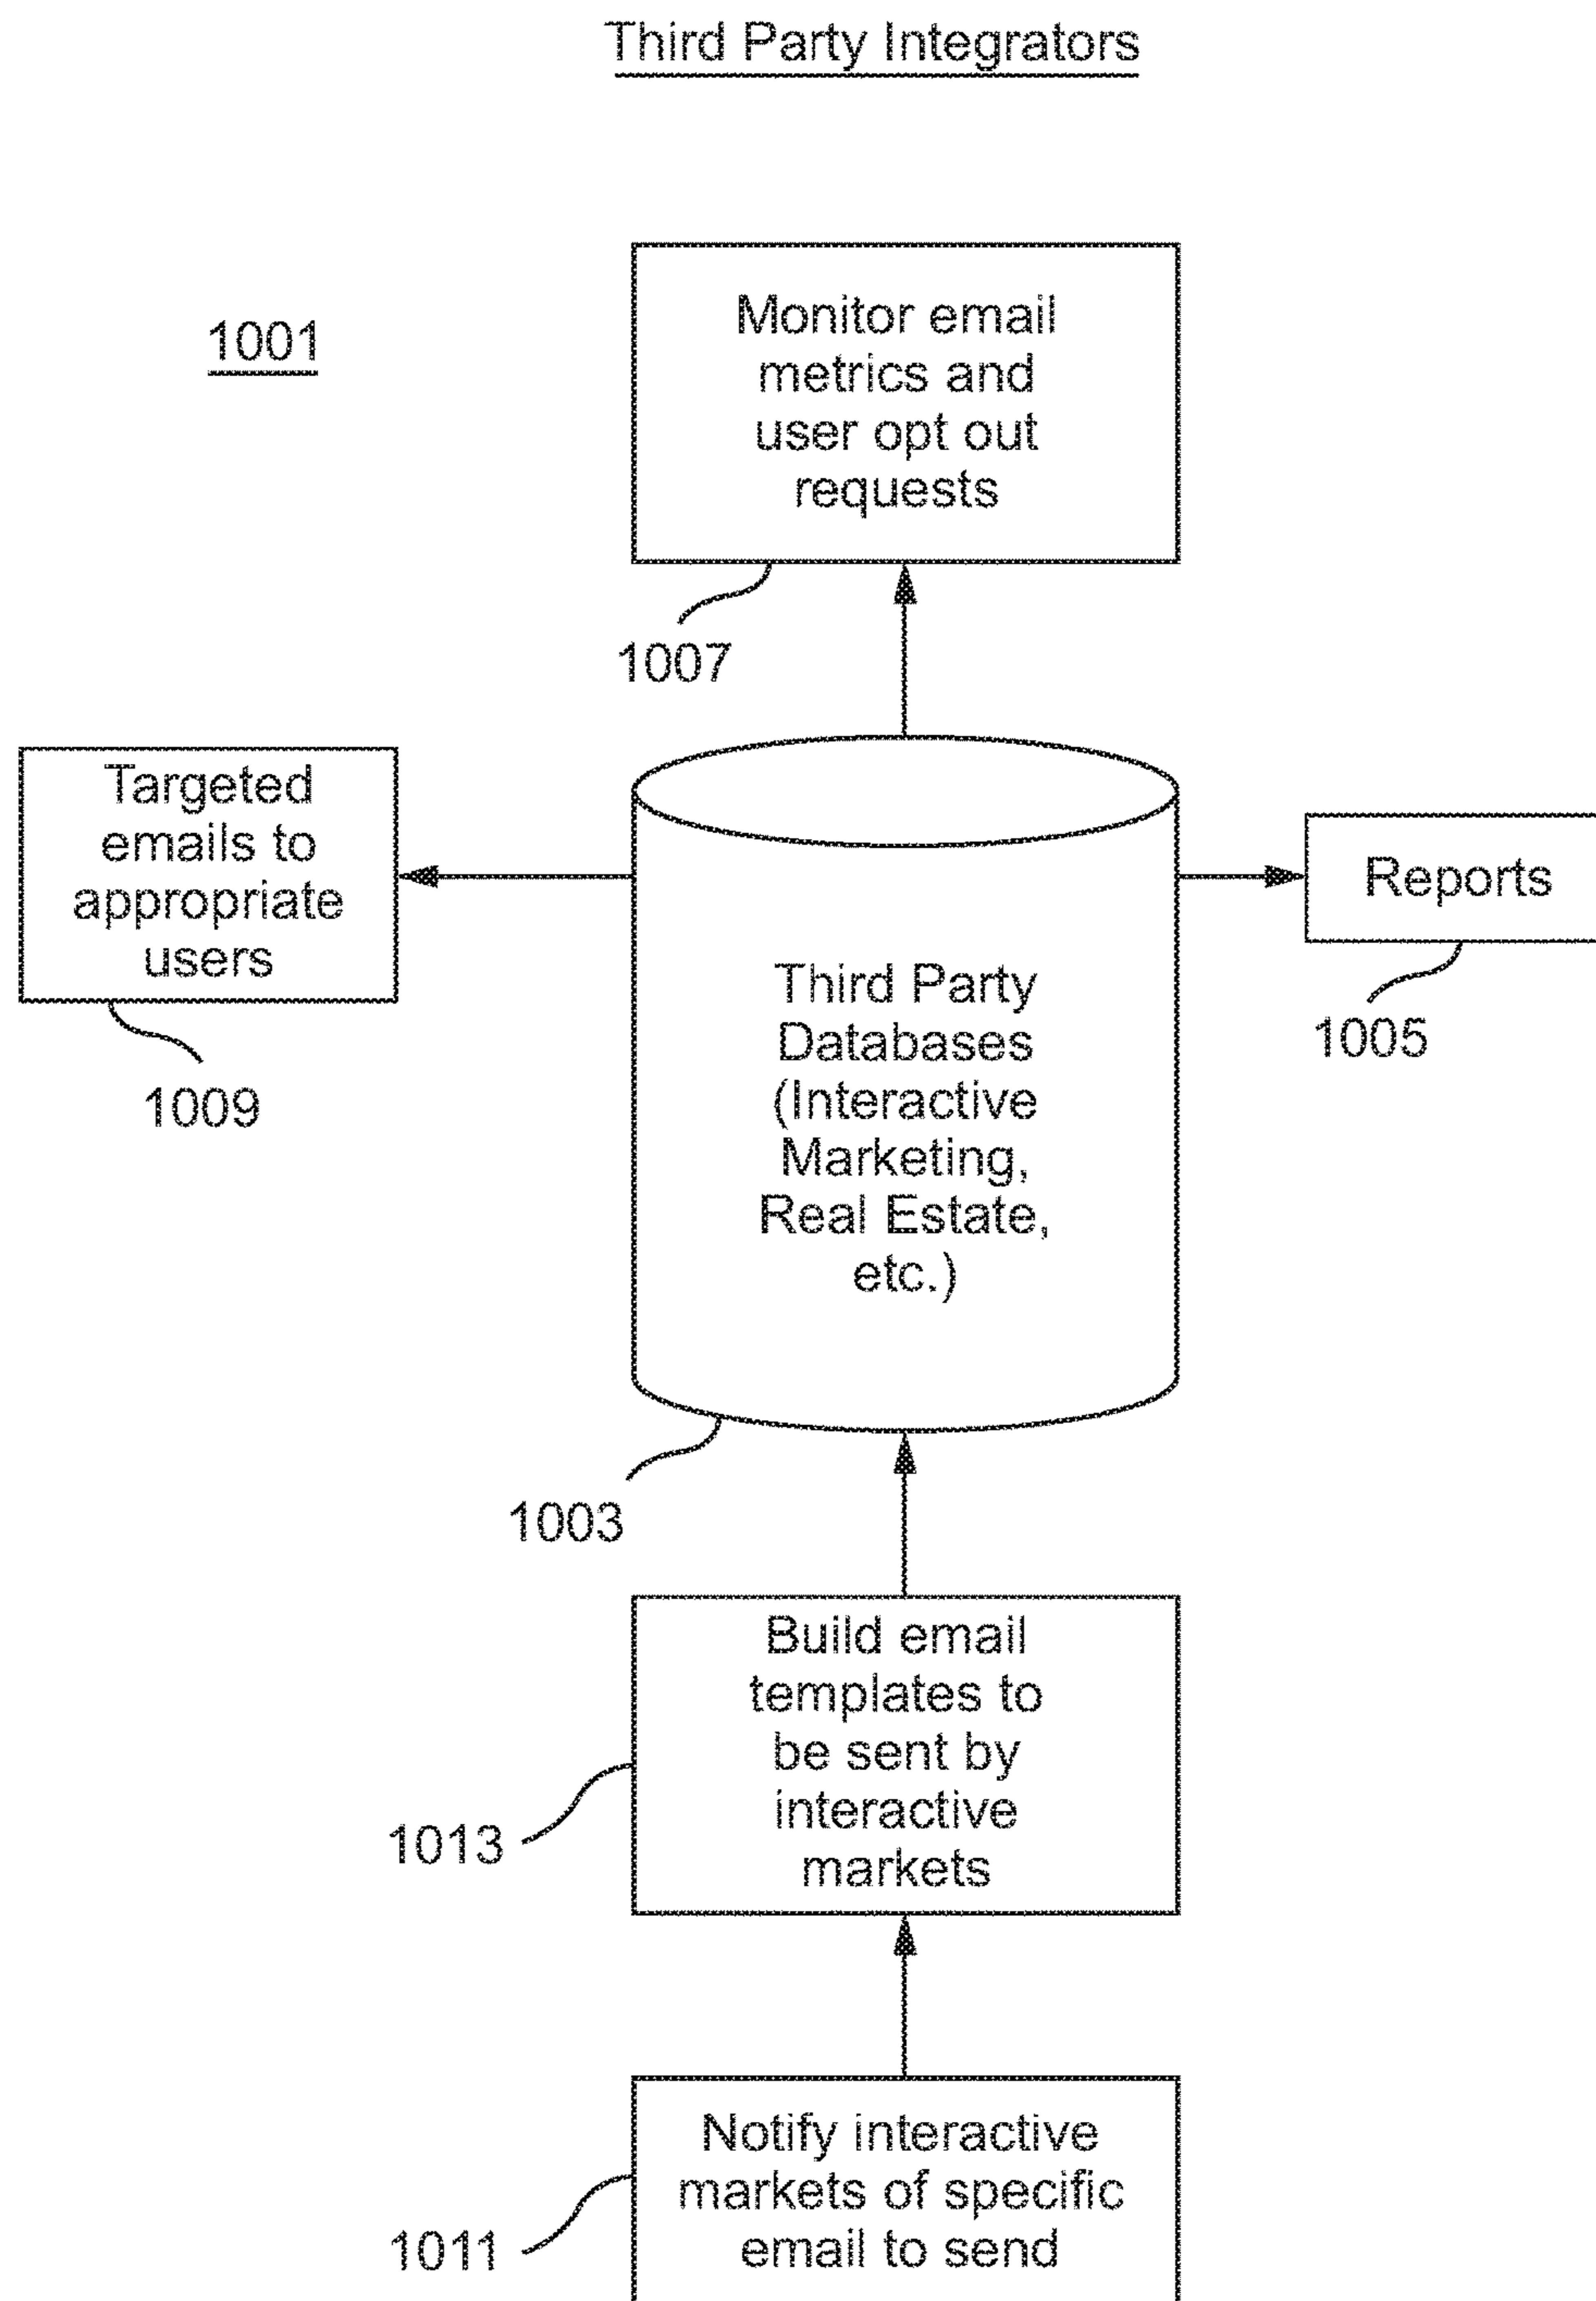 Third Party Integrators
1001
Monitor email
metrics and
user opt out
requests
1007
Targeted
emails to
appropriate
users
1009
Reports
1005
Third Party
Databases
(Interactive
Marketing,
Real Estate,
etc.)
1003
Build email
templates to
be sent by
interactive
markets
1013
Notify interactive
markets of specific
email to send
1011